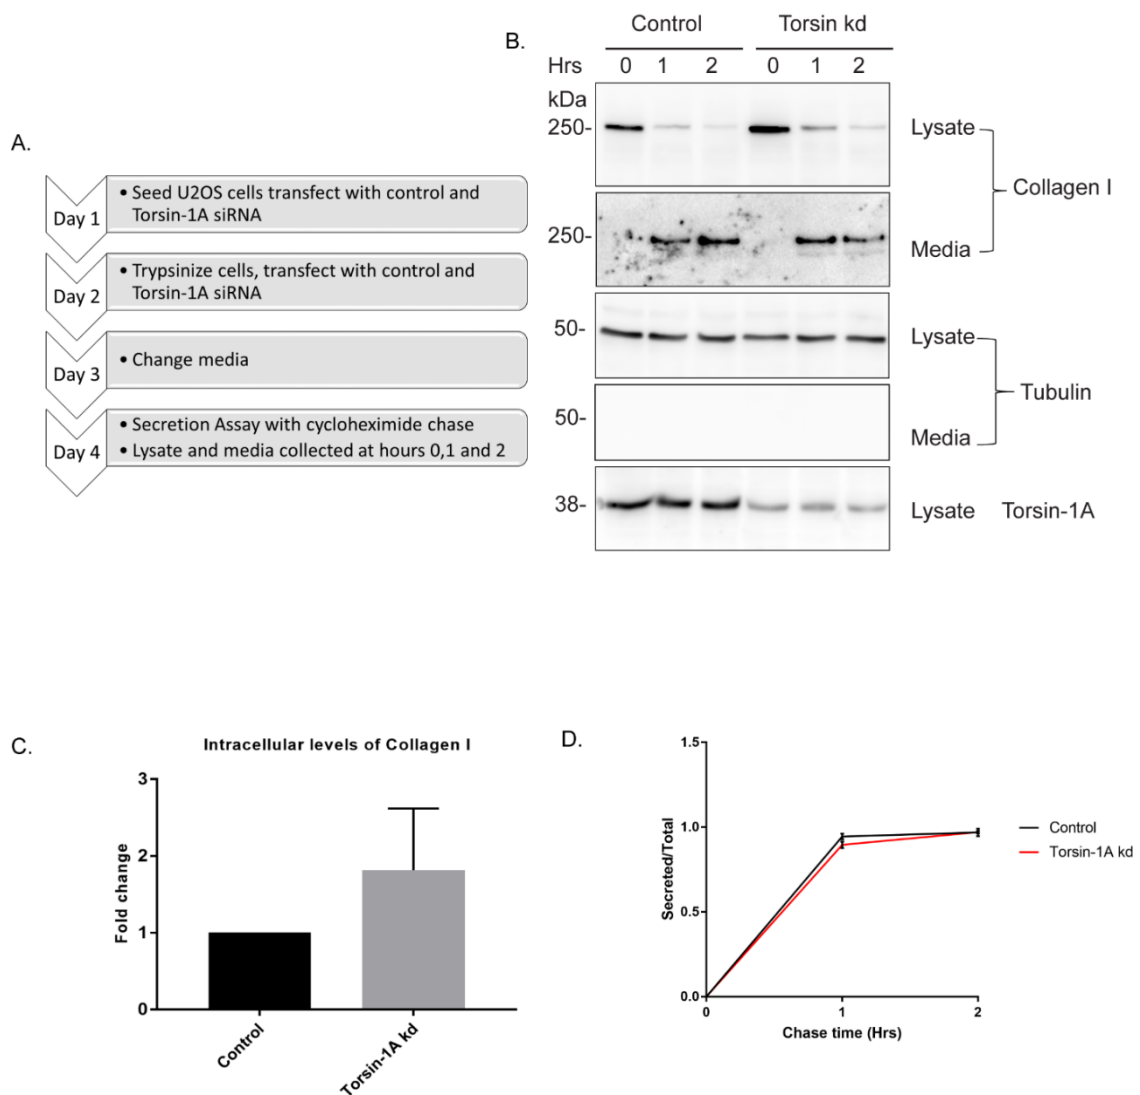 A.
Day 1
• Seed U2OS cells transfect with control and
Torsin-1A siRNA
Day 2
• Trypsinize cells, transfect with control and
Torsin-1A siRNA
Day 3
• Change media
Day 4
• Secretion Assay with cycloheximide chase
• Lysate and media collected at hours 0,1 and 2
B.
Control Torsin kd
Hrs 0 1 2 0 1 2
kDa
250- Lysate
Collagen I
250- Media
50- Lysate
Tubulin
50- Media
38- Lysate Torsin-1A
C.
Intracellular levels of Collagen I
Fold change
3
2
1
0
Control
Torsin-1A kd
D.
Secreted/Total
1.5
1.0
0.5
0.0
0 1 2
Chase time (Hrs)
Control
Torsin-1A kd